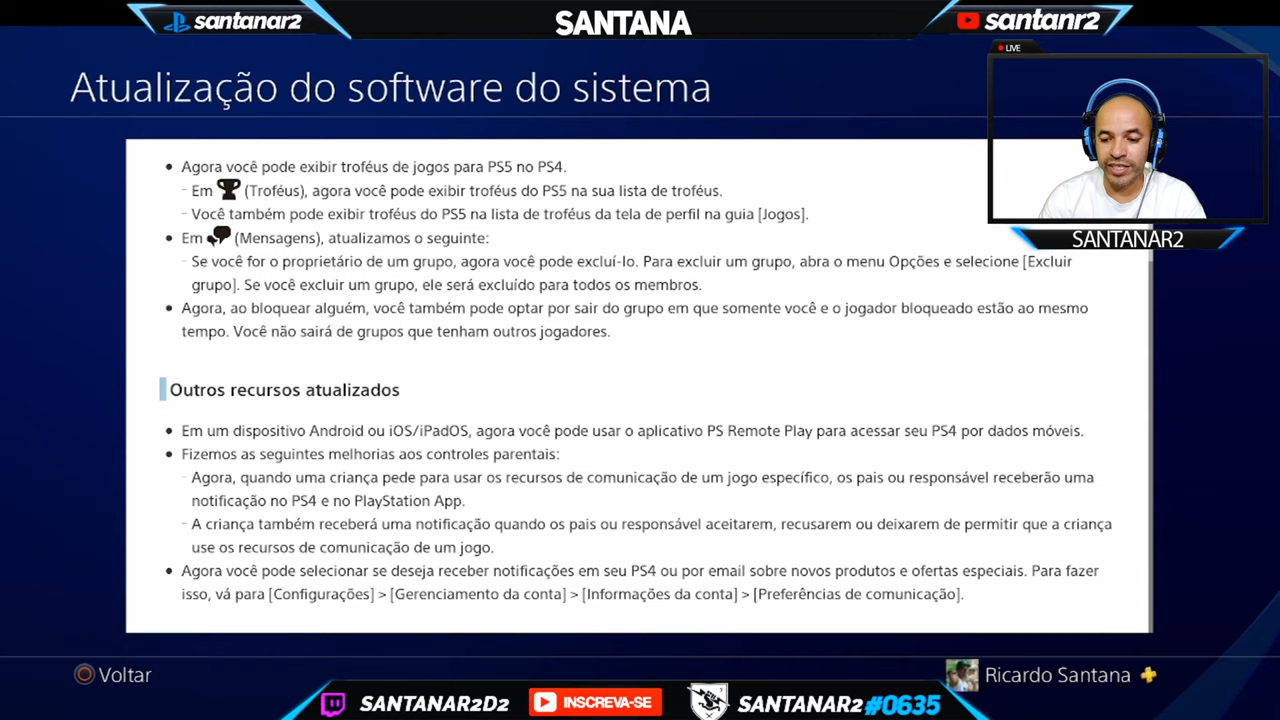 santanar2
SANTANA
santanr2
LIVE
Atualização do software do sistema
• Agora você pode exibir troféus de jogos para PS5 no PS4.
- Em (Troféus), agora você pode exibir troféus do PS5 na sua lista de troféus.
- Você também pode exibir troféus do PS5 na lista de troféus da tela de perfil na guia [Jogos].
• Em (Mensagens), atualizamos o seguinte:
- Se você for o proprietário de um grupo, agora você pode excluí-lo. Para excluir um grupo, abra o menu Opções e selecione [Excluir
grupo]. Se você excluir um grupo, ele será excluído para todos os membros.
• Agora, ao bloquear alguém, você também pode optar por sair do grupo em que somente você e o jogador bloqueado estão ao mesmo
tempo. Você não sairá de grupos que tenham outros jogadores.
SANTANAR2
Outros recursos atualizados
• Em um dispositivo Android ou iOS/iPadOS, agora você pode usar o aplicativo PS Remote Play para acessar seu PS4 por dados móveis.
• Fizemos as seguintes melhorias aos controles parentais:
- Agora, quando uma criança pede para usar os recursos de comunicação de um jogo específico, os pais ou responsável receberão uma
notificação no PS4 e no PlayStation App.
- A criança também receberá uma notificação quando os pais ou responsável aceitarem, recusarem ou deixarem de permitir que a criança
use os recursos de comunicação de um jogo.
• Agora você pode selecionar se deseja receber notificações em seu PS4 ou por email sobre novos produtos e ofertas especiais. Para fazer
isso, vá para [Configurações] > [Gerenciamento da conta] > [Informações da conta] > [Preferências de comunicação].
Voltar
Ricardo Santana
SANTANAR2D2
INSCREVA-SE
SANTANAR2 #0635